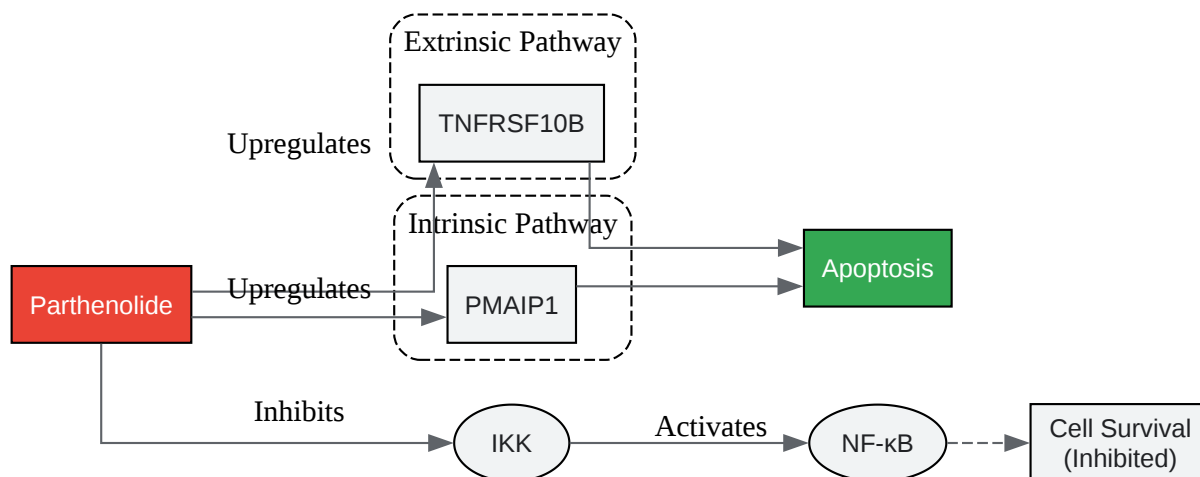 Extrinsic Pathway
TNFRSF10B
Upregulates
Intrinsic Pathway
Apoptosis
Parthenolide
Upregulates
PMAIP1
Inhibits
IKK
Activates
NF-κB
Cell Survival
(Inhibited)